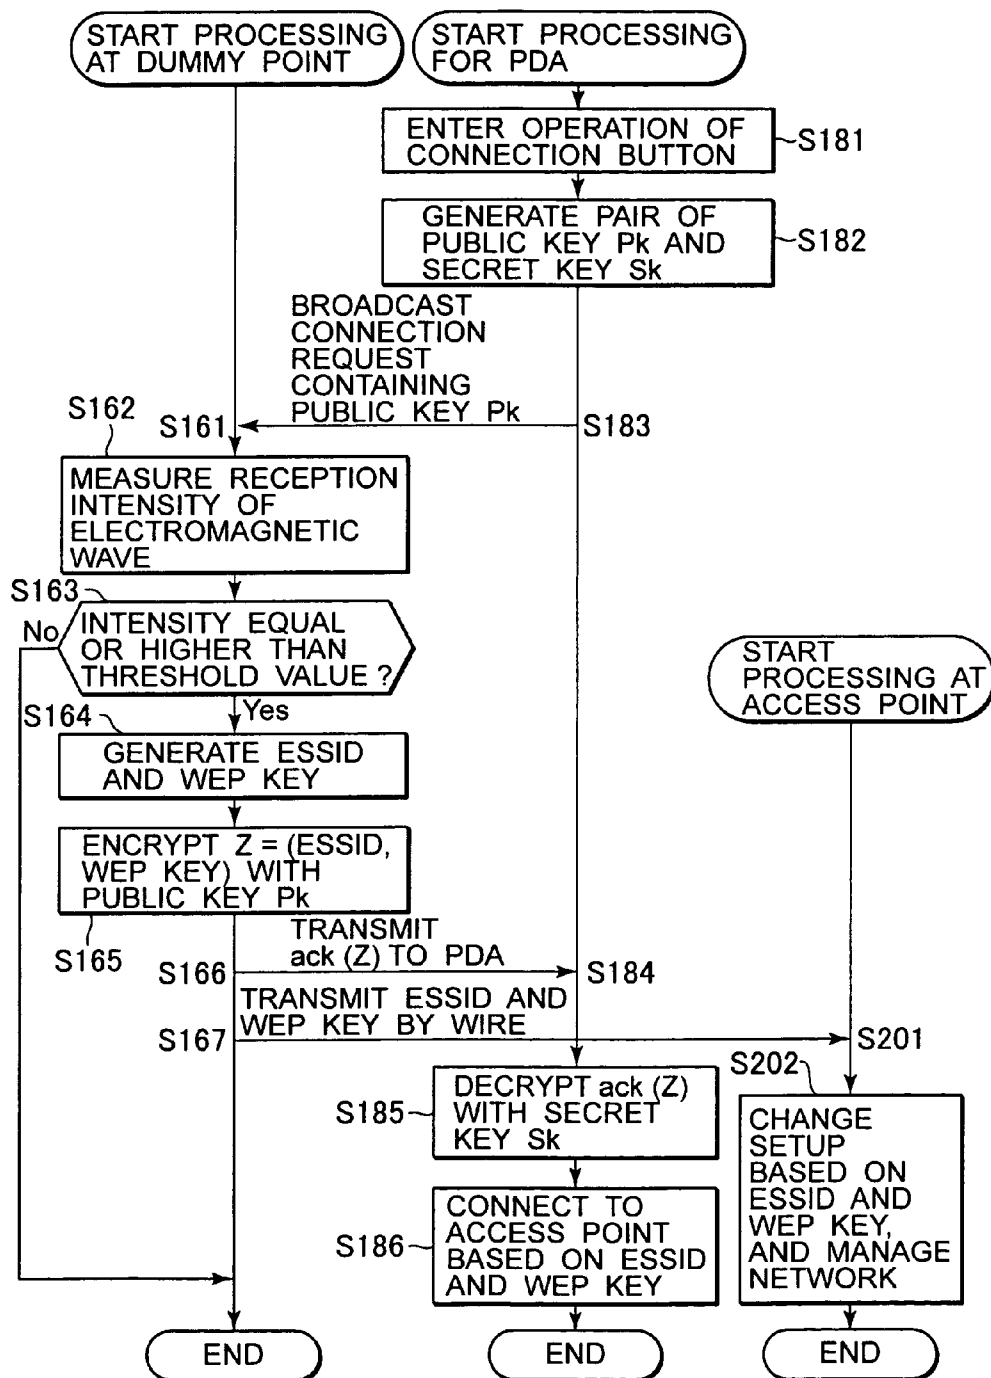 START PROCESSING
AT DUMMY POINT
START PROCESSING
FOR PDA
ENTER OPERATION OF
CONNECTION BUTTON
S181
GENERATE PAIR OF
PUBLIC KEY Pk AND
SECRET KEY Sk
S182
BROADCAST
CONNECTION
REQUEST
CONTAINING
PUBLIC KEY Pk
S162
S161
S183
MEASURE RECEPTION
INTENSITY OF
ELECTROMAGNETIC
WAVE
S163
No
INTENSITY EQUAL
OR HIGHER THAN
THRESHOLD VALUE ?
START
PROCESSING AT
ACCESS POINT
S164
Yes
GENERATE ESSID
AND WEP KEY
ENCRYPT Z = (ESSID,
WEP KEY) WITH
PUBLIC KEY Pk
S165
TRANSMIT
ack (Z) TO PDA
S166
S184
TRANSMIT ESSID AND
WEP KEY BY WIRE
S167
S201
S202
DECRYPT ack (Z)
WITH SECRET
KEY Sk
S185
CHANGE
SETUP
BASED ON
ESSID AND
WEP KEY,
AND MANAGE
NETWORK
CONNECT TO
ACCESS POINT
BASED ON ESSID
AND WEP KEY
S186
END
END
END